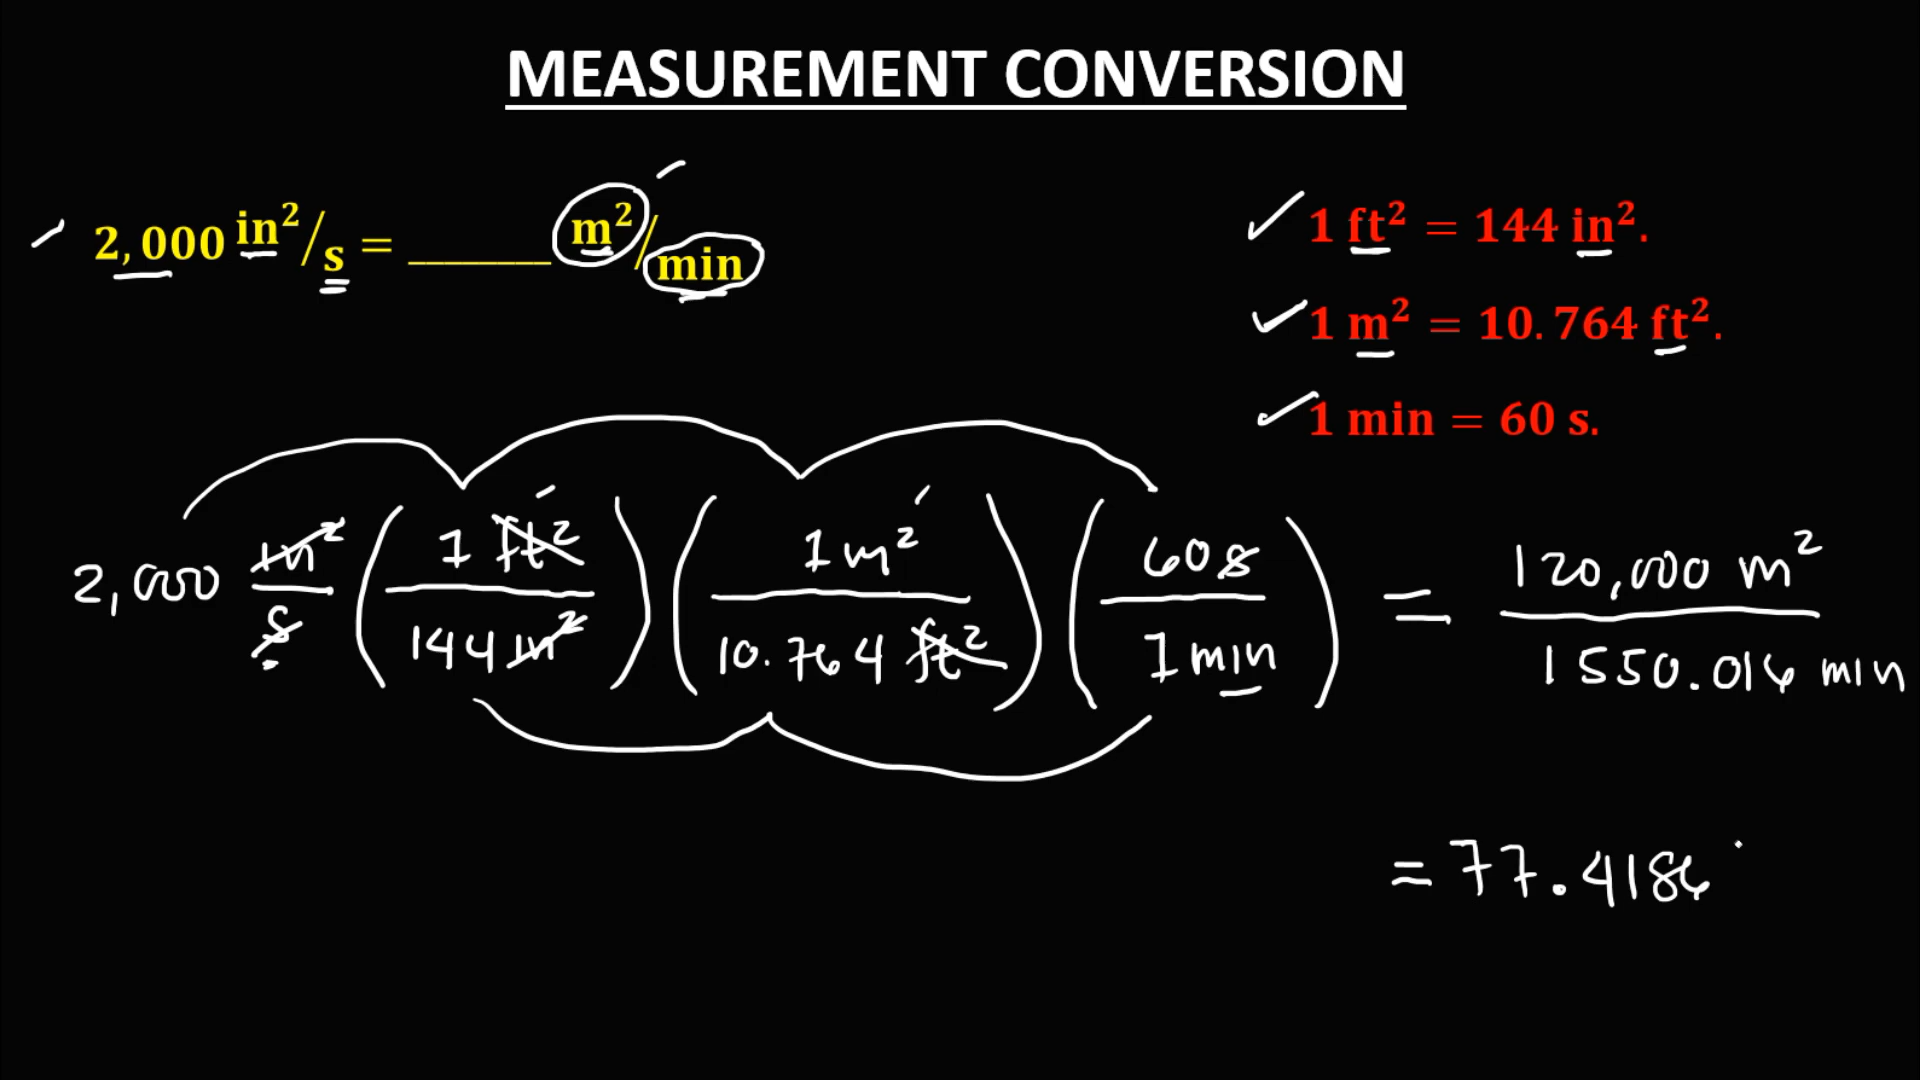 MEASUREMENT CONVERSION
2,000 in²/s = ______ m²/min
1 ft² = 144 in².
1 m² = 10.764 ft².
1 min = 60 s.
2,000 in²/s (1 ft²/144 in²) (1 m²/10.764 ft²) (60 s/1 min) = 120,000 m²/1550.016 min
= 77.4186